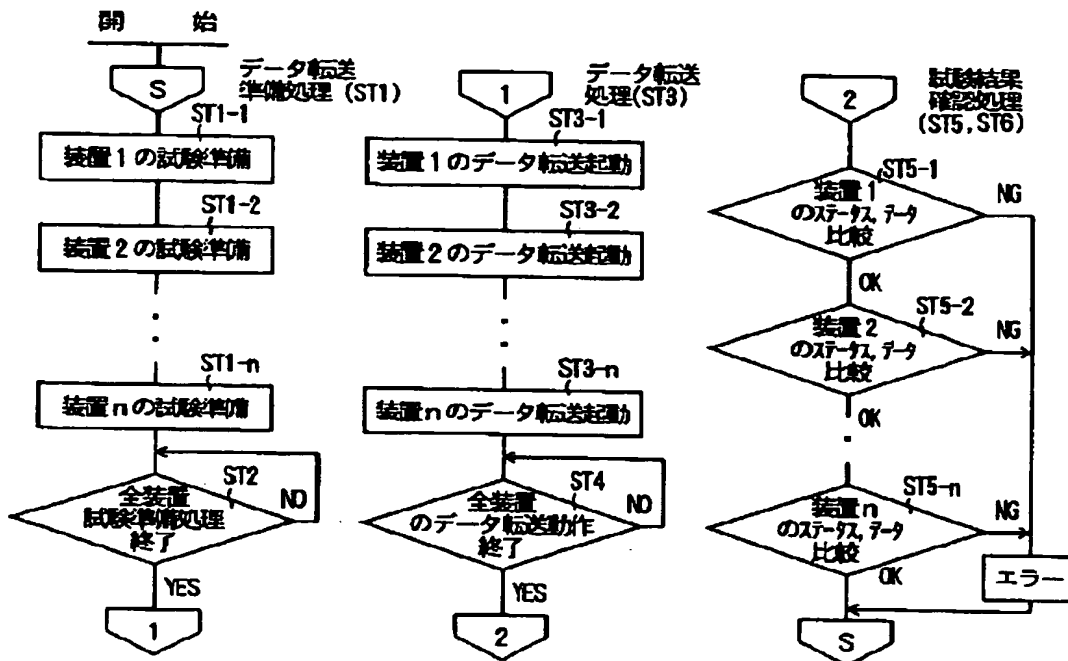 開 始
S
データ転送
準備処理 (ST1)
ST1-1
装置1の試験準備
ST1-2
装置2の試験準備
ST1-n
装置nの試験準備
ST2
全装置
試験準備処理
終了
NO
YES
1
1
データ転送
処理(ST3)
ST3-1
装置1のデータ転送起動
ST3-2
装置2のデータ転送起動
ST3-n
装置nのデータ転送起動
ST4
全装置
のデータ転送動作
終了
NO
YES
2
2
試験結果
確認処理
(ST5,ST6)
ST5-1
装置1
のステータス,データ
比較
NG
OK
ST5-2
装置2
のステータス,データ
比較
NG
OK
ST5-n
装置n
のステータス,データ
比較
NG
OK
エラー
S